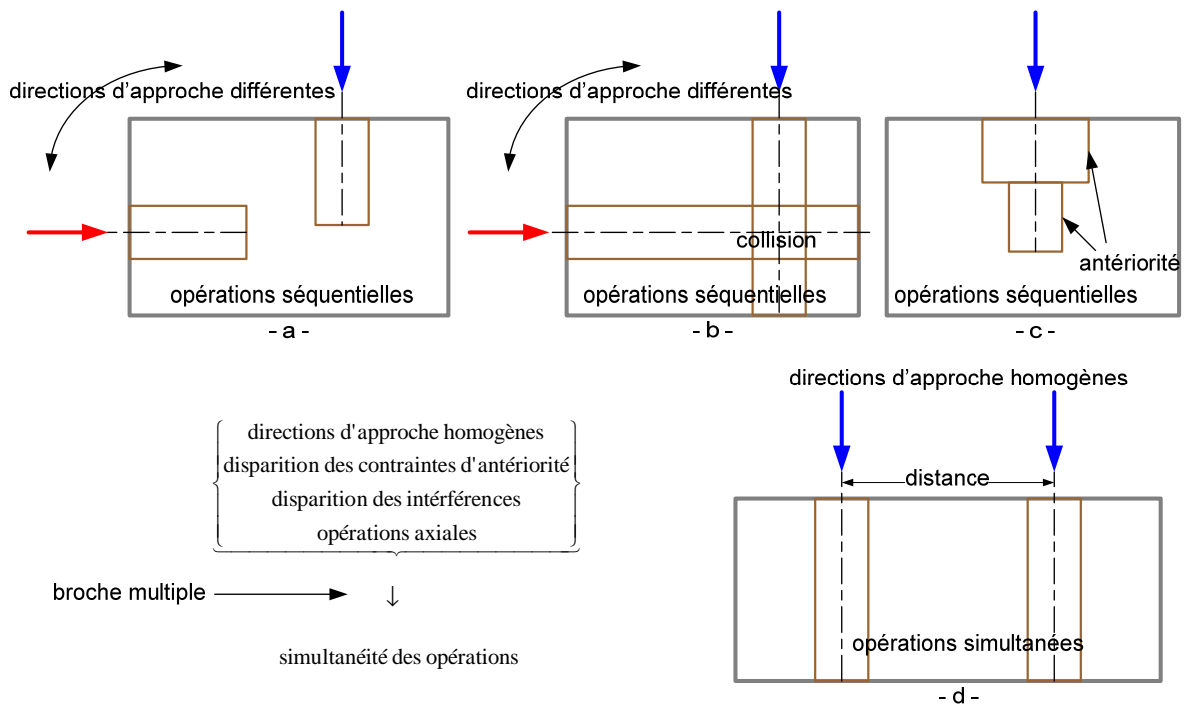 directions d'approche différentes
opérations séquentielles
- a -
directions d'approche différentes
collision
opérations séquentielles
- b -
antériorité
opérations séquentielles
- c -
directions d'approche homogènes
disparition des contraintes d'antériorité
disparition des intérférences
opérations axiales
broche multiple
↓
simultanéité des opérations
directions d'approche homogènes
distance
opérations simultanées
- d -